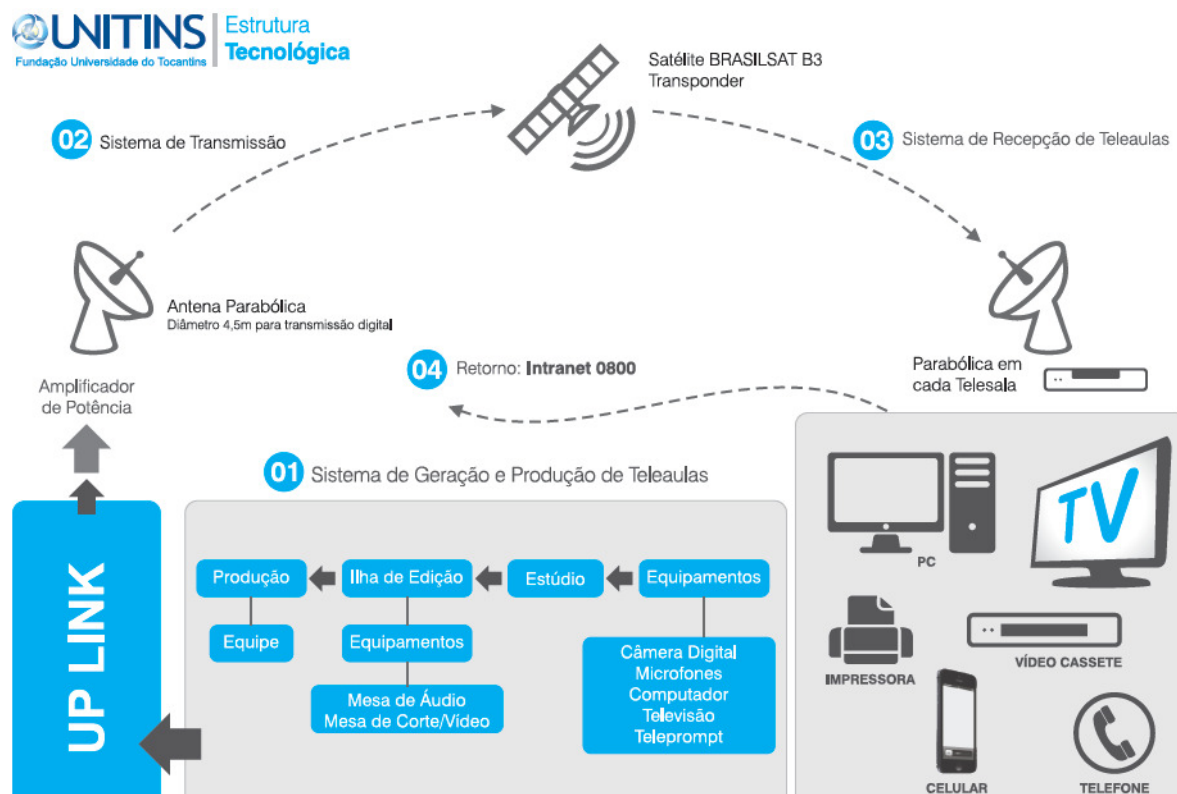 UNITINS
Fundação Universidade do Tocantins
Estrutura
Tecnológica
Satélite BRASILSAT B3
Transponder
02 Sistema de Transmissão
03 Sistema de Recepção de Teleaulas
Antena Parabólica
Diâmetro 4,5m para transmissão digital
04 Retorno: Intranet 0800
Parabólica em
cada Telesala
Amplificador
de Potência
01 Sistema de Geração e Produção de Teleaulas
UP LINK
Produção
Ilha de Edição
Estúdio
Equipamentos
Equipe
Equipamentos
Mesa de Áudio
Mesa de Corte/Vídeo
Câmera Digital
Microfones
Computador
Televisão
Teleprompt
PC
TV
IMPRESSORA
VÍDEO CASSETE
CELULAR
TELEFONE